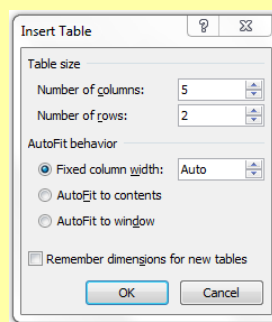 Insert Table
Table size
Number of columns: 5
Number of rows: 2
AutoFit behavior
Fixed column width: Auto
AutoFit to contents
AutoFit to window
Remember dimensions for new tables
OK Cancel